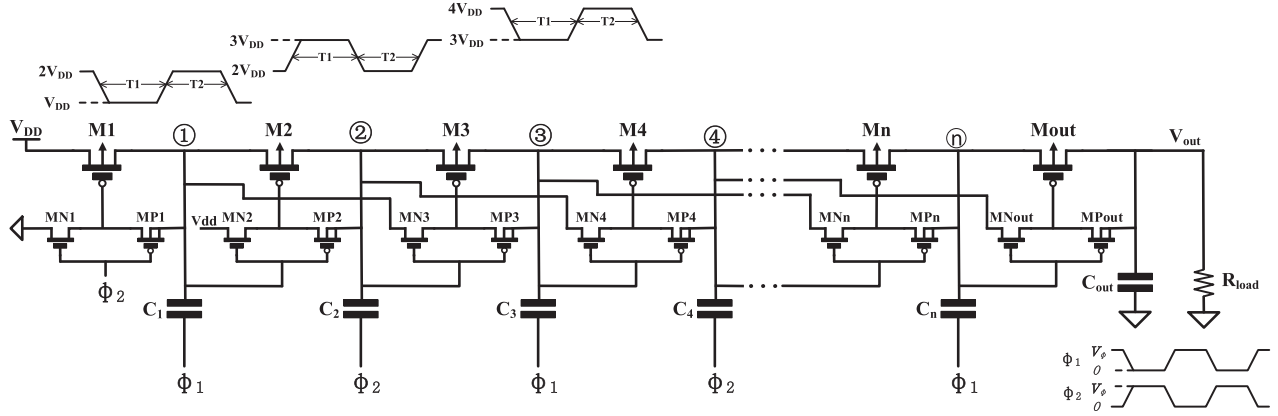 4V_DD
T1 T2
3V_DD
3V_DD
T1 T2
2V_DD
2V_DD
T1 T2
V_DD
V_DD M1 ① M2 ② M3 ③ M4 ④ Mn ⓝ Mout V_out
MN1 MP1 Vdd MN2 MP2 MN3 MP3 MN4 MP4 MNn MPn MNout MPout
Φ2
C1 C2 C3 C4 Cn C_out R_load
Φ1 Φ2 Φ1 Φ2 Φ1
Φ1 V_ϕ
0
Φ2 V_ϕ
0